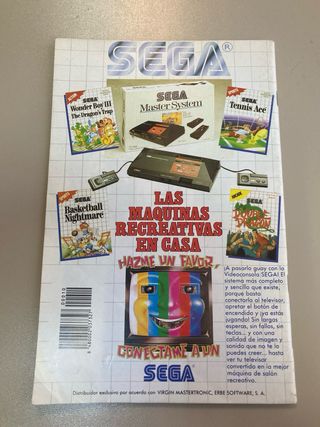 SEGA®
SEGA
Wonder Boy III
The Dragon's Trap
SEGA
Master System
SEGA
Tennis Ace
SEGA
Basketball
Nightmare
LAS
MAQUINAS
RECREATIVAS
EN CASA
HAZME UN FAVOR,
CONECTAME A UN
SEGA
¡A pasarlo guay con la
Videoconsola SEGA! El
sistema más completo
y sencillo que existe,
porque basta
conectarlo al televisor,
apretar el botón de
encendido y ¡ya está
jugando! Sin largas
esperas, sin fallos, sin
teclas... y con una
calidad de imagen y
sonido que no te lo
puedes creer... hasta
ver tu televisor
convertido en la mejor
máquina de salón
recreativo.
00010
Distribuidor exclusivo por acuerdo con VIRGIN MASTERTRONIC, ERBE SOFTWARE, S. A.